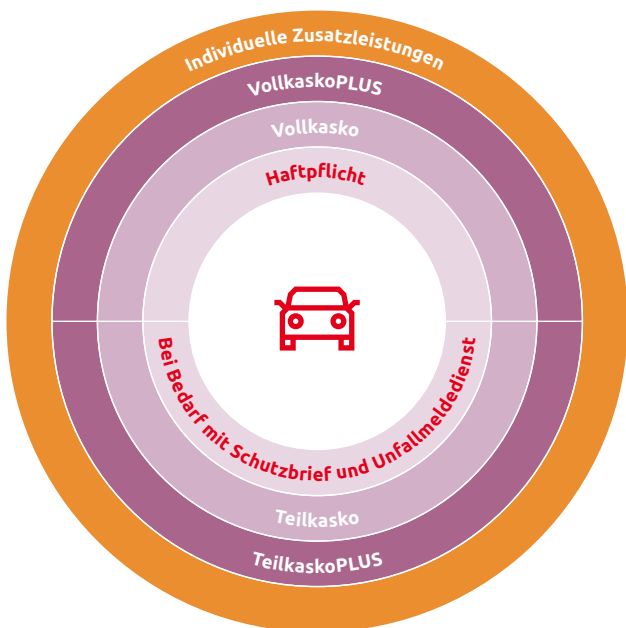 Individuelle Zusatzleistungen
VollkaskoPLUS
Vollkasko
Haftpflicht
Bei Bedarf mit Schutzbrief und Unfallmeldedienst
Teilkasko
TeilkaskoPLUS